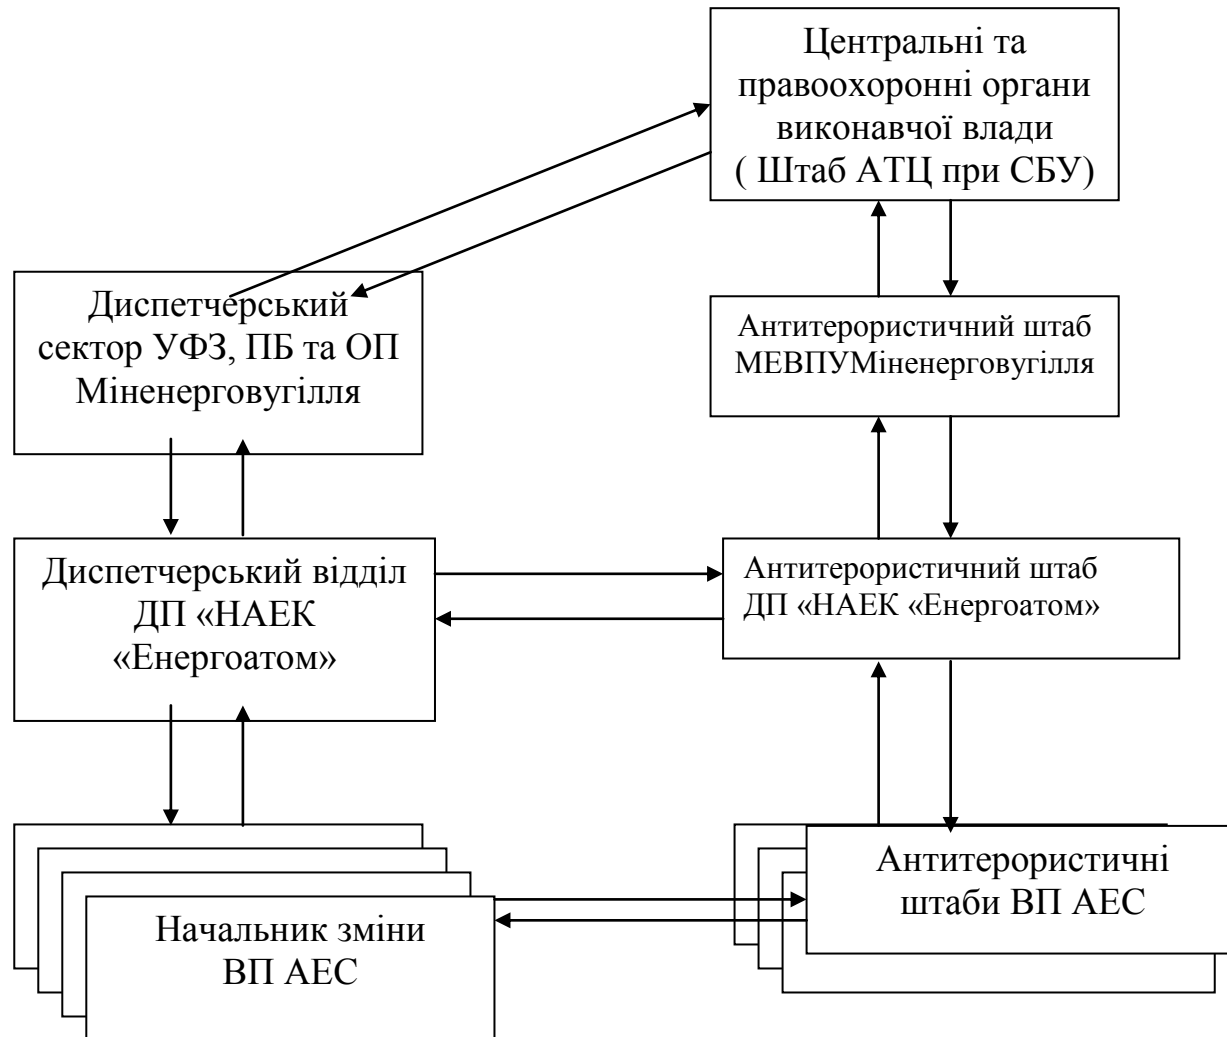 Центральні та
правоохоронні органи
виконавчої влади
( Штаб АТЦ при СБУ)
Диспетчерський
сектор УФЗ, ПБ та ОП
Міненерговугілля
Антитерористичний штаб
МЕВПУМіненерговугілля
Диспетчерський відділ
ДП «НАЕК
«Енергоатом»
Антитерористичний штаб
ДП «НАЕК «Енергоатом»
Начальник зміни
ВП АЕС
Антитерористичні
штаби ВП АЕС